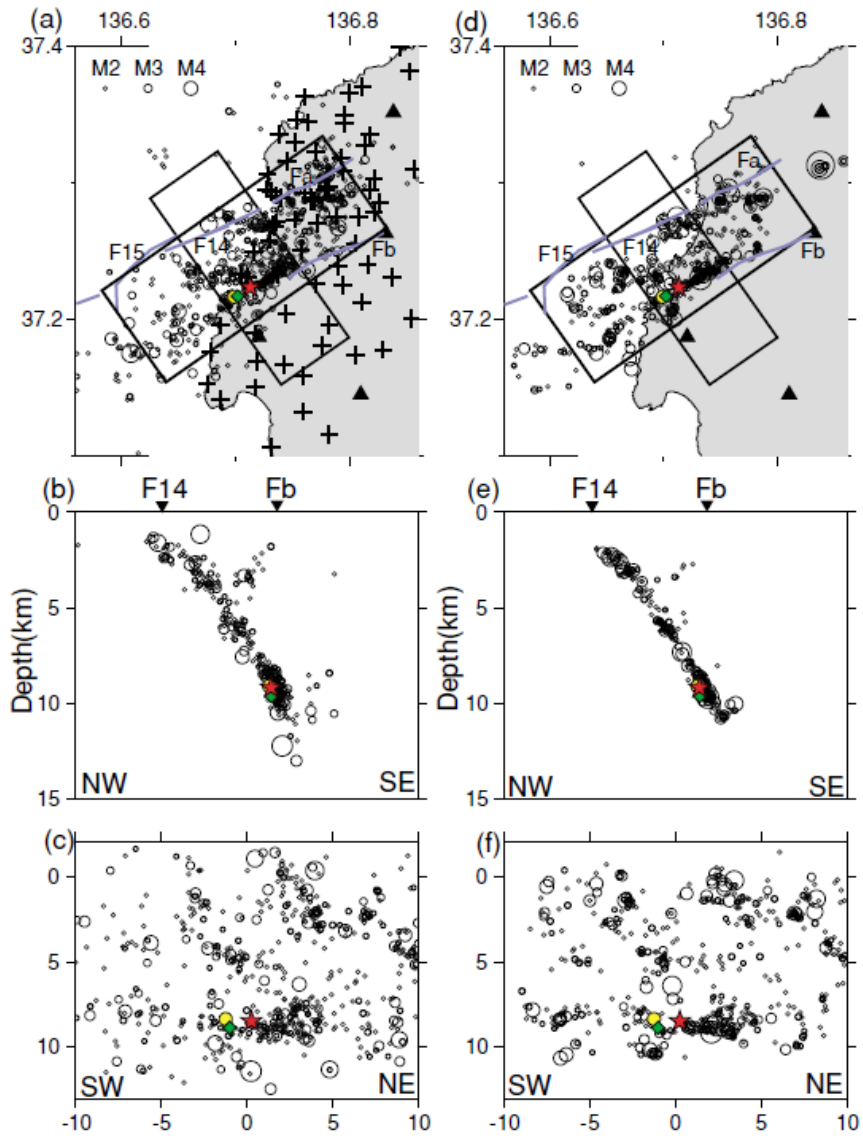 (a) 136.6 136.8 (d) 136.6 136.8
37.4 37.4
M2 M3 M4 M2 M3 M4
Fa Fa
F15 F14 Fb F15 F14 Fb
37.2 37.2
(b) F14 Fb (e) F14 Fb
0 0
5 5
Depth(km) Depth(km)
10 10
NW SE NW SE
15 15
(c) (f)
0 0
5 5
10 10
SW NE SW NE
-10 -5 0 5 10 -10 -5 0 5 10